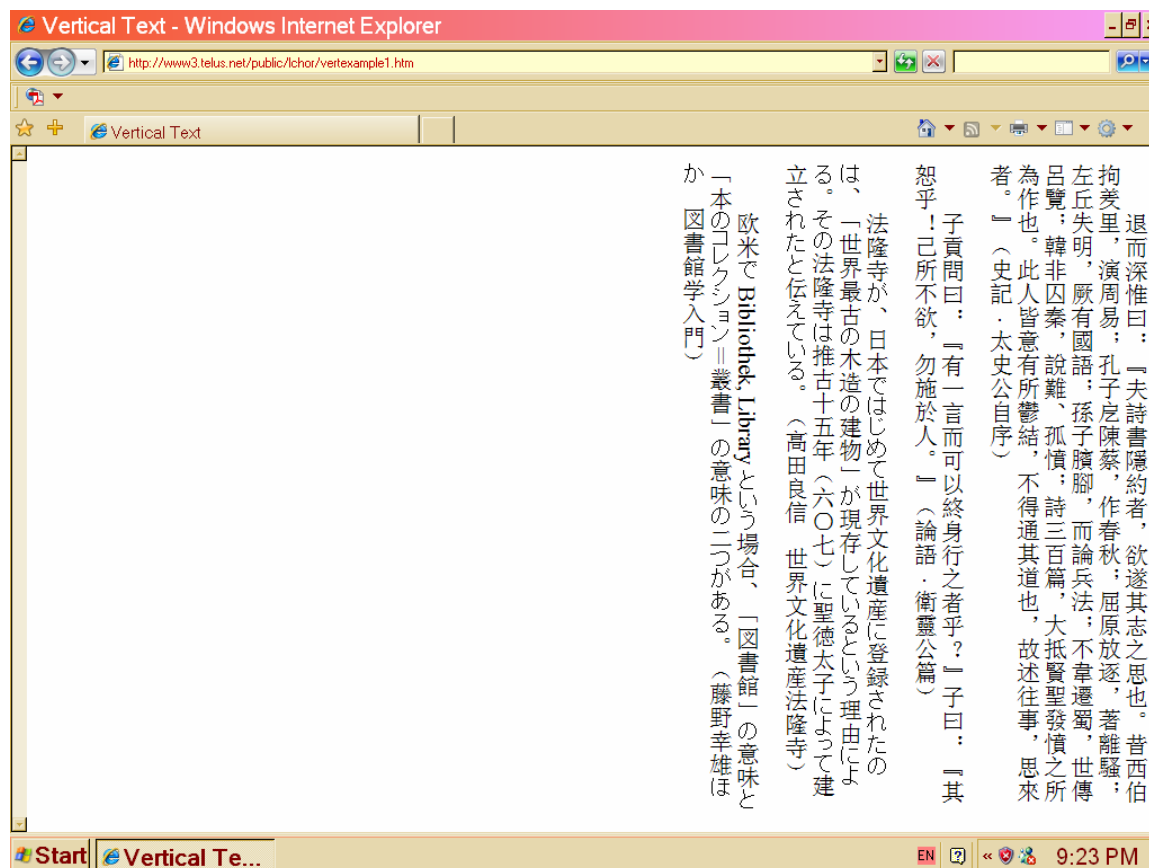 Vertical Text - Windows Internet Explorer
http://www3.telus.net/public/lchor/vertexample1.htm
Vertical Text
退而深惟曰：『夫詩書隱約者，欲遂其志之思也。昔西伯
拘羑里，演周易；孔子戹陳蔡，作春秋；屈原放逐，著離騷；
左丘失明，厥有國語；孫子臏腳，而論兵法；不韋遷蜀，世傳
呂覽；韓非囚秦，說難、孤憤；詩三百篇，大抵賢聖發憤之所
為作也。此人皆意有所鬱結，不得通其道也，故述往事，思來
者。』（史記．太史公自序）
子貢問曰：『有一言而可以終身行之者乎？』子曰：『其
恕乎！己所不欲，勿施於人。』（論語．衛靈公篇）
法隆寺が、日本ではじめて世界文化遺産に登録されたの
は、「世界最古の木造の建物」が現存しているという理由によ
る。その法隆寺は推古十五年（六〇七）に聖徳太子によって建
立されたと伝えている。（高田良信　世界文化遺産法隆寺）
欧米で Bibliothek, Library という場合、「図書館」の意味と
「本のコレクション＝叢書」の意味の二つがある。（藤野幸雄ほ
か　図書館学入門）
Start
Vertical Te...
EN
9:23 PM